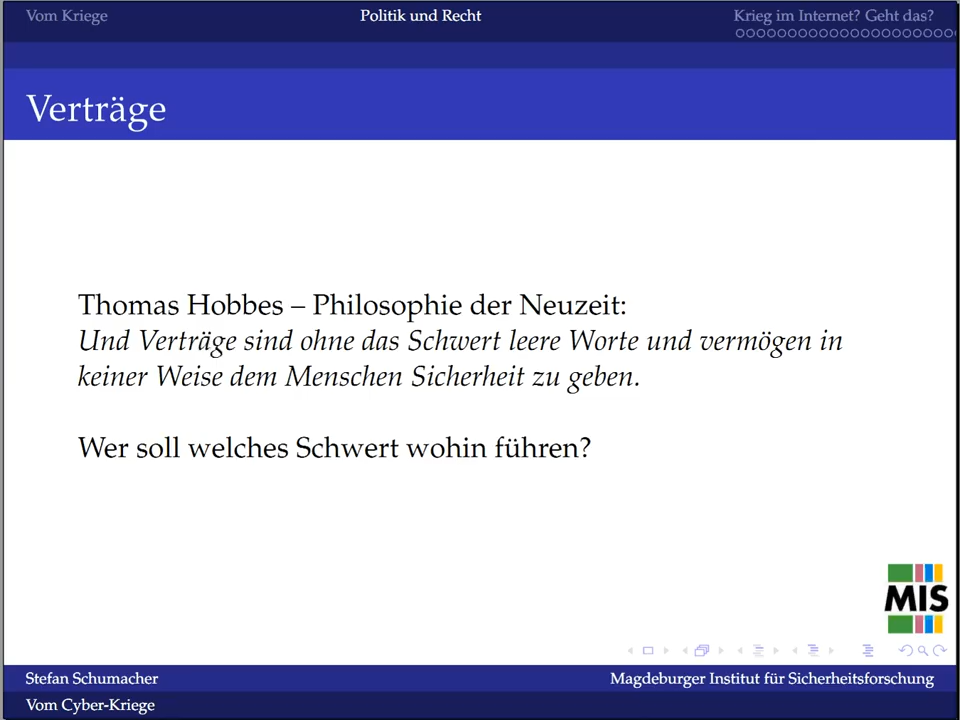 Vom Kriege
Politik und Recht
Krieg im Internet? Geht das?
Verträge
Thomas Hobbes – Philosophie der Neuzeit:
Und Verträge sind ohne das Schwert leere Worte und vermögen in
keiner Weise dem Menschen Sicherheit zu geben.
Wer soll welches Schwert wohin führen?
MIS
Stefan Schumacher
Magdeburger Institut für Sicherheitsforschung
Vom Cyber-Kriege